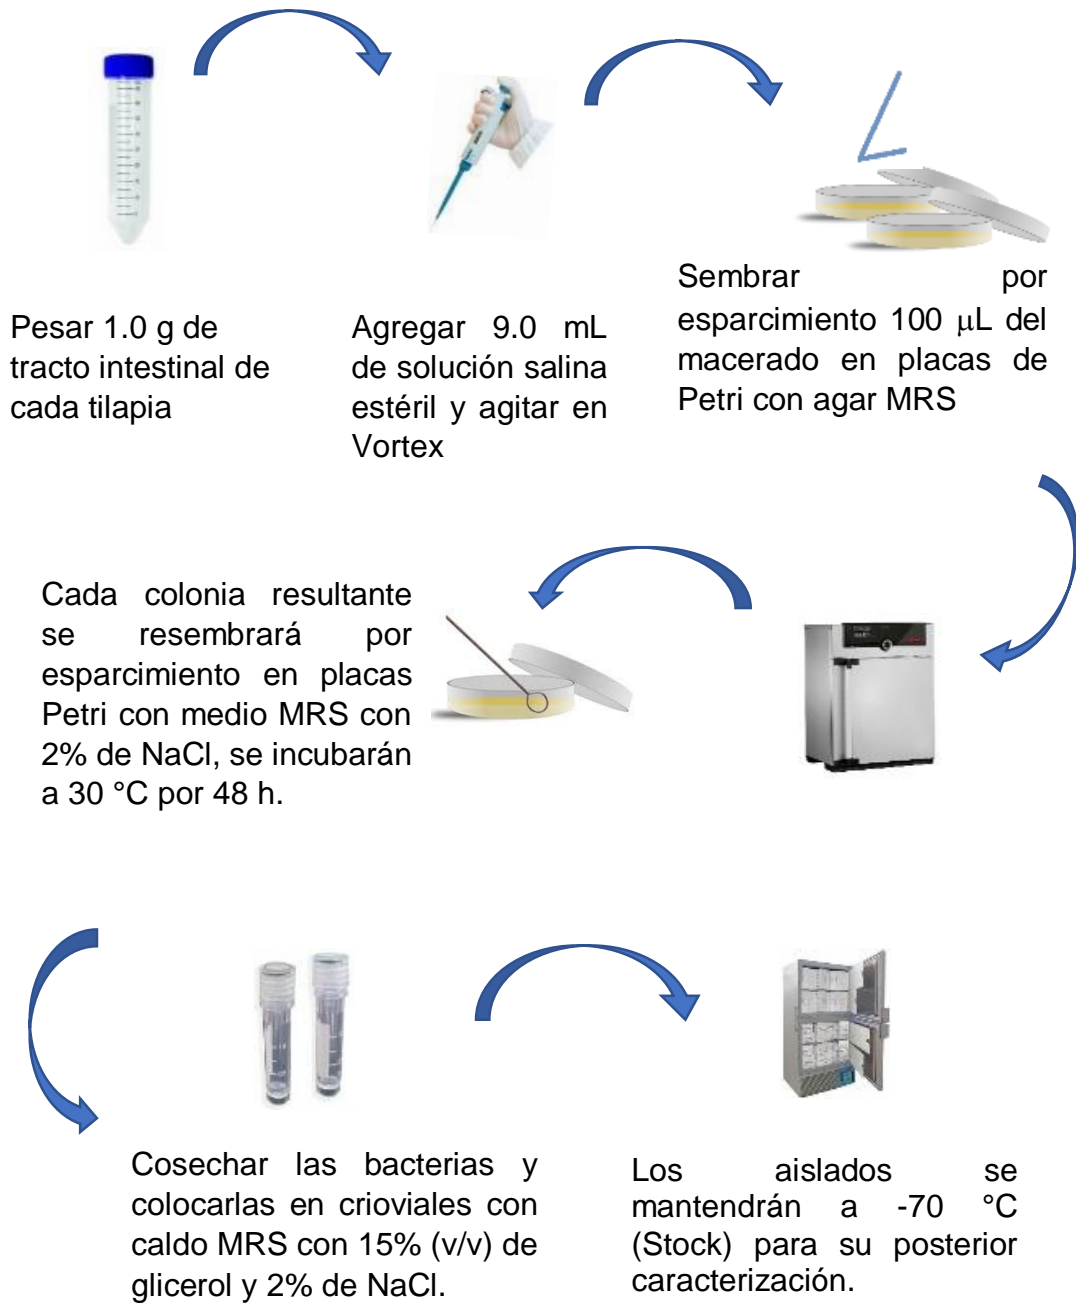 Pesar 1.0 g de
tracto intestinal de
cada tilapia
Agregar 9.0 mL
de solución salina
estéril y agitar en
Vortex
Sembrar por
esparcimiento 100 μL del
macerado en placas de
Petri con agar MRS
Cada colonia resultante
se resembrará por
esparcimiento en placas
Petri con medio MRS con
2% de NaCl, se incubarán
a 30 °C por 48 h.
Cosechar las bacterias y
colocarlas en crioviales con
caldo MRS con 15% (v/v) de
glicerol y 2% de NaCl.
Los aislados se
mantendrán a -70 °C
(Stock) para su posterior
caracterización.